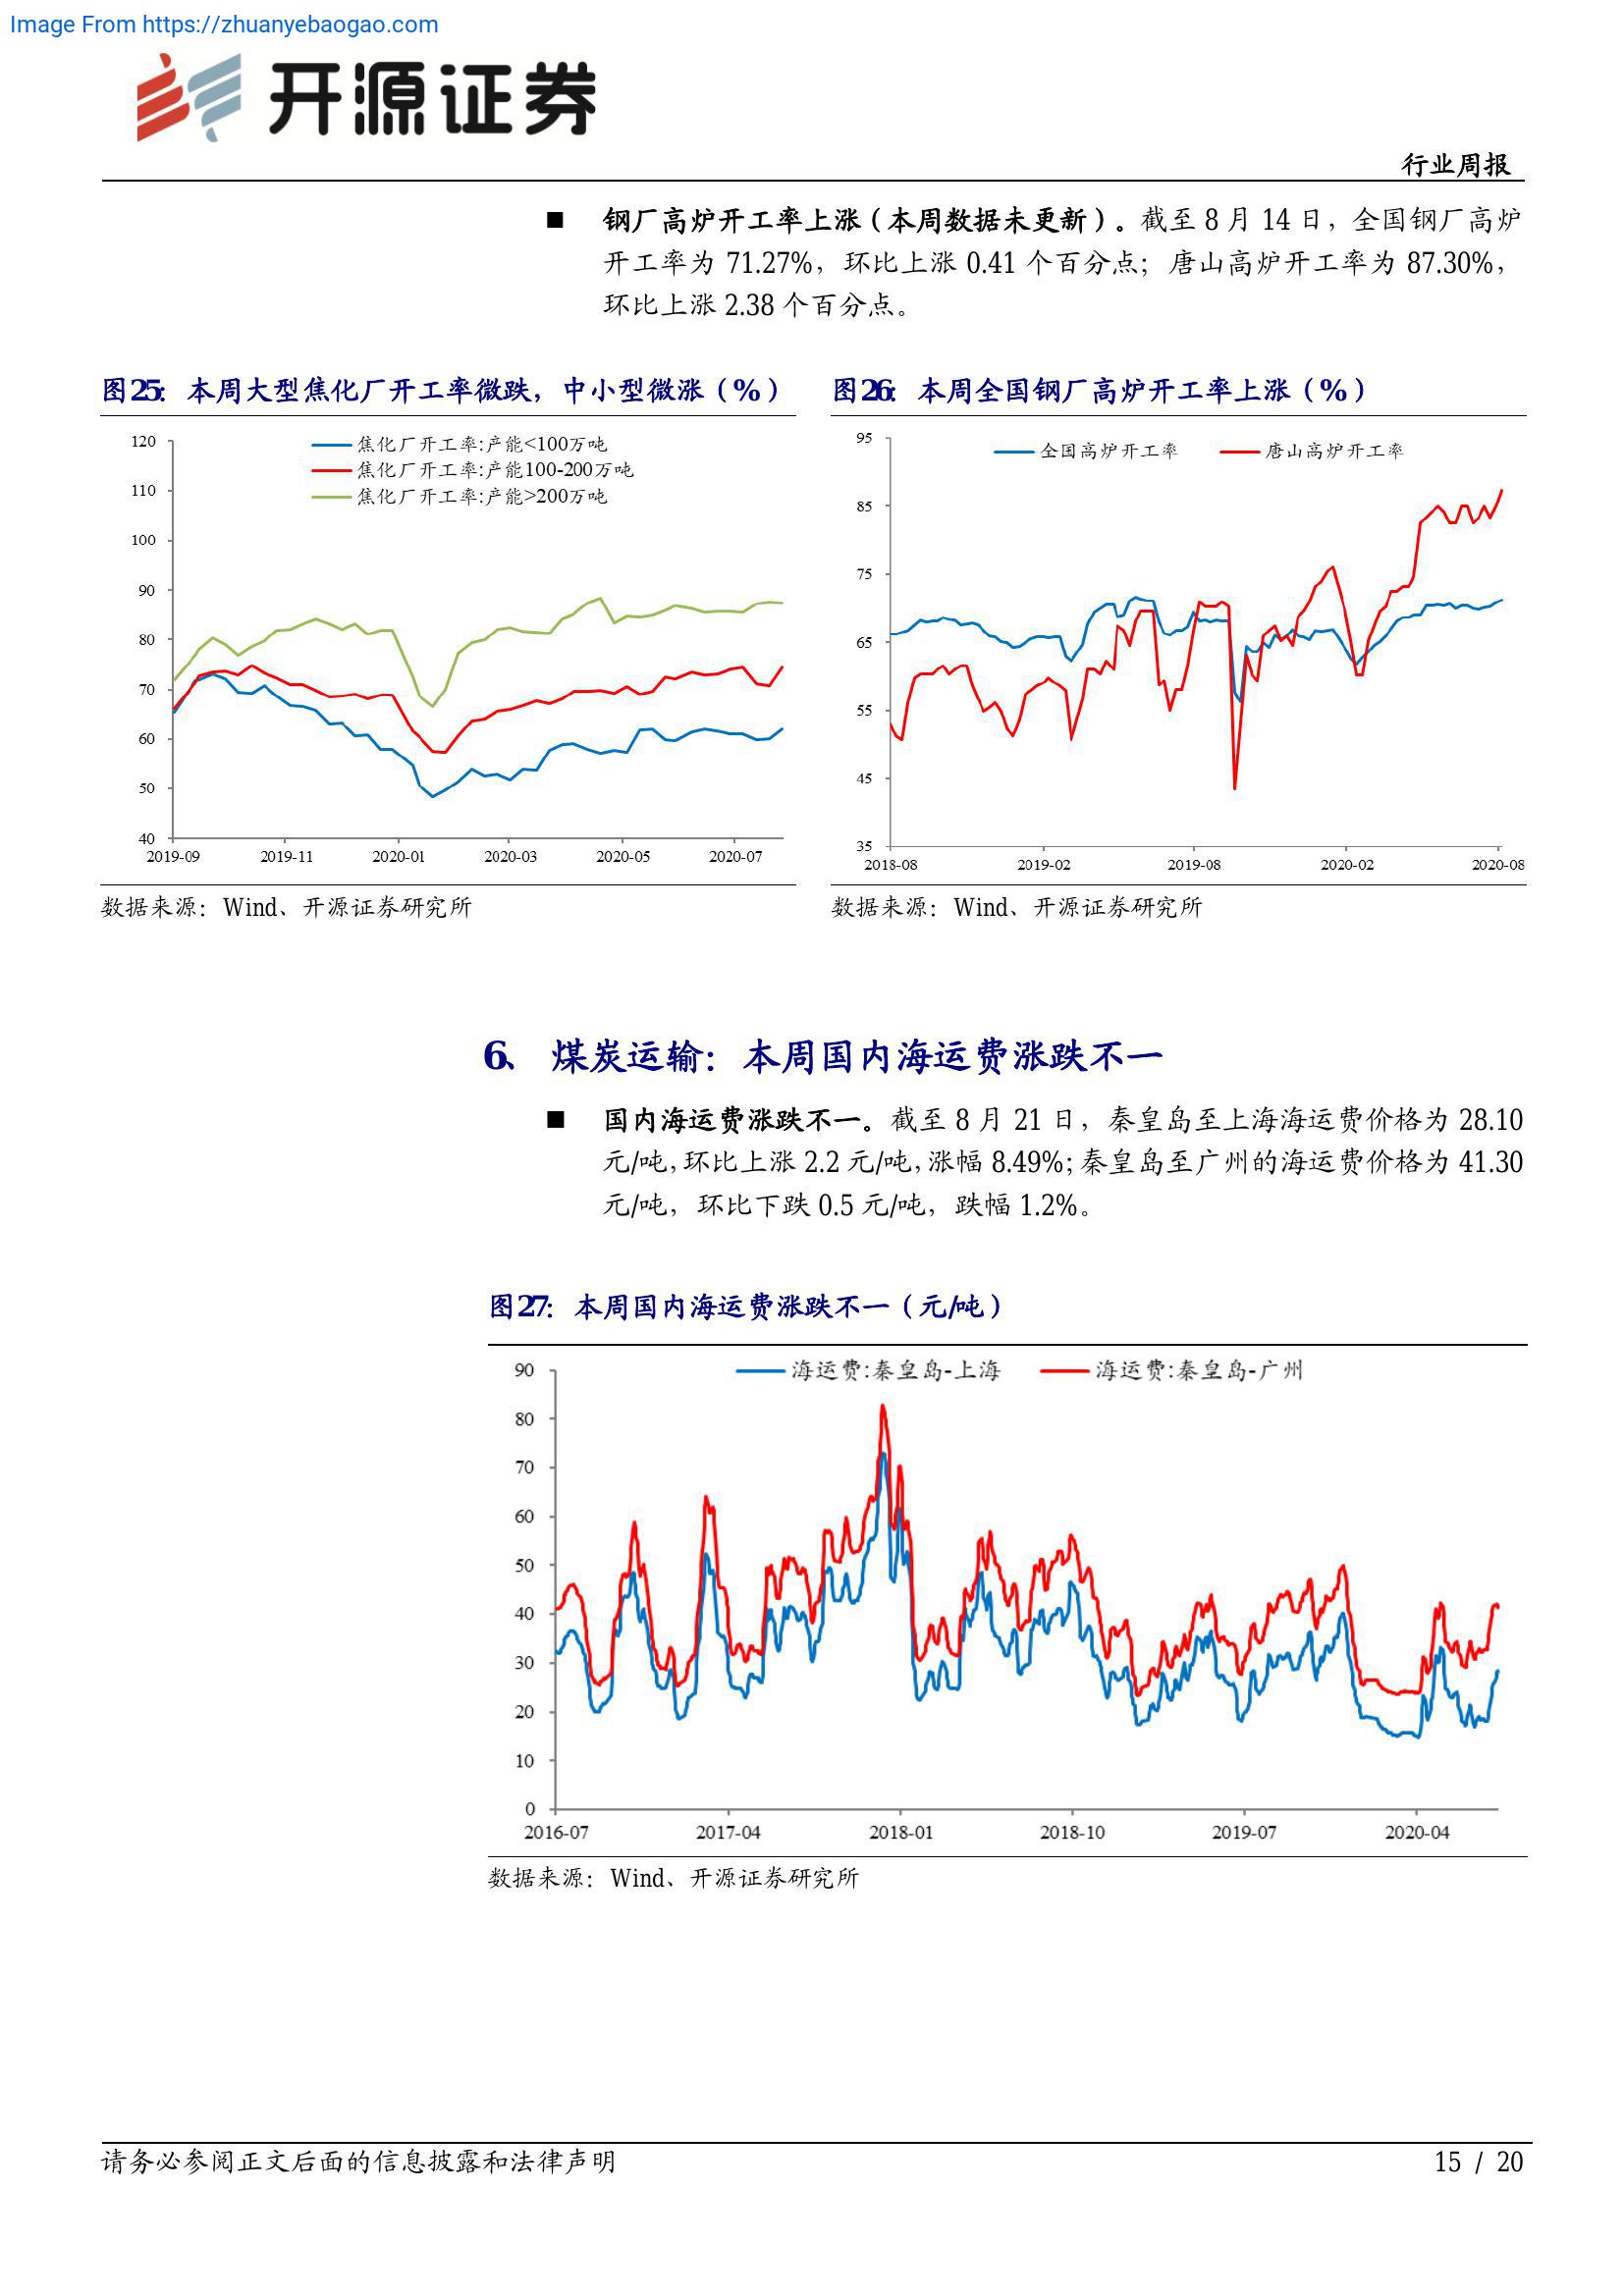 Image From https://zhuanyebaogao.com
开源证券
行业周报
■ 钢厂高炉开工率上涨（本周数据未更新）。截至 8 月 14 日，全国钢厂高炉
开工率为 71.27%，环比上涨 0.41 个百分点；唐山高炉开工率为 87.30%，
环比上涨 2.38 个百分点。
图25：本周大型焦化厂开工率微跌，中小型微涨（%）
焦化厂开工率:产能<100万吨
焦化厂开工率:产能100-200万吨
焦化厂开工率:产能>200万吨
120
110
100
90
80
70
60
50
40
2019-09 2019-11 2020-01 2020-03 2020-05 2020-07
数据来源：Wind、开源证券研究所
图26：本周全国钢厂高炉开工率上涨（%）
全国高炉开工率 唐山高炉开工率
95
85
75
65
55
45
35
2018-08 2019-02 2019-08 2020-02 2020-08
数据来源：Wind、开源证券研究所
6、 煤炭运输：本周国内海运费涨跌不一
■ 国内海运费涨跌不一。截至 8 月 21 日，秦皇岛至上海海运费价格为 28.10
元/吨，环比上涨 2.2 元/吨，涨幅 8.49%；秦皇岛至广州的海运费价格为 41.30
元/吨，环比下跌 0.5 元/吨，跌幅 1.2%。
图27：本周国内海运费涨跌不一（元/吨）
海运费:秦皇岛-上海 海运费:秦皇岛-广州
90
80
70
60
50
40
30
20
10
0
2016-07 2017-04 2018-01 2018-10 2019-07 2020-04
数据来源：Wind、开源证券研究所
请务必参阅正文后面的信息披露和法律声明
15 / 20